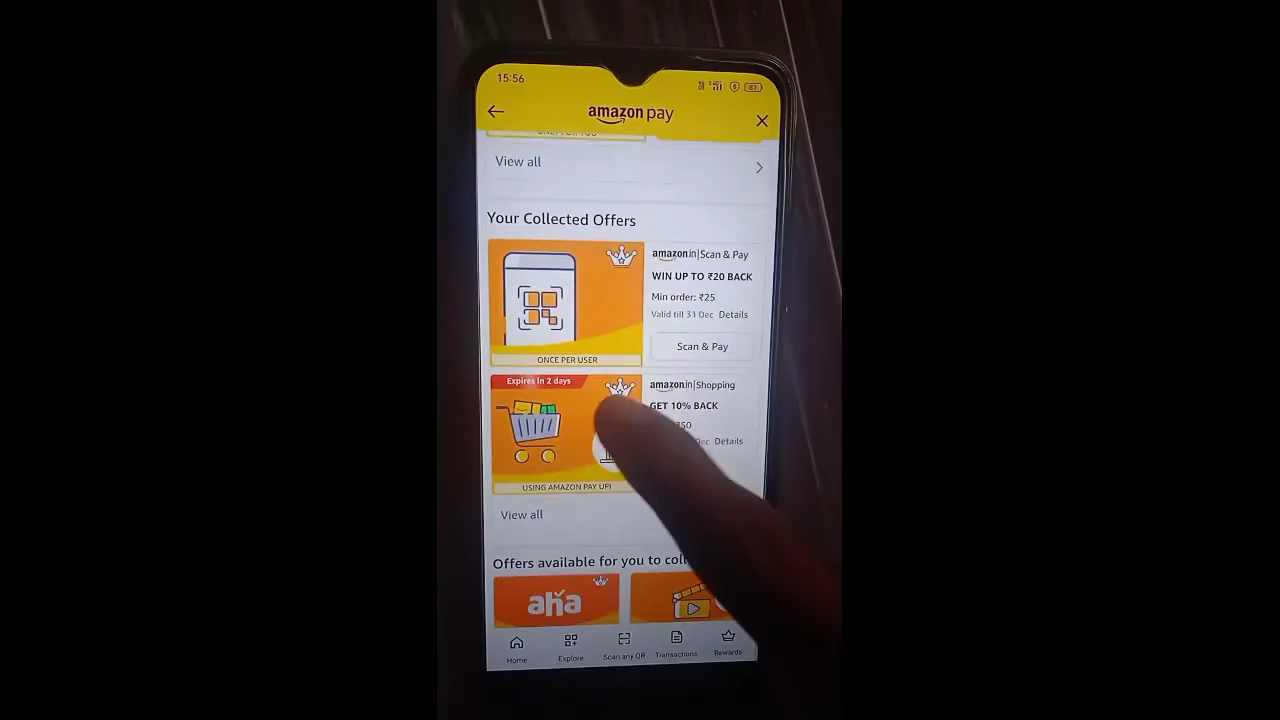 15:56
67
amazon pay
View all
Your Collected Offers
amazon.in|Scan & Pay
WIN UP TO ₹20 BACK
Min order: ₹25
Valid till 31 Dec Details
Scan & Pay
ONCE PER USER
Expires in 2 days
amazon.in|Shopping
GET 10% BACK
₹50
Dec Details
USING AMAZON PAY UPI
View all
Offers available for you to coll
aha
Home
Explore
Scan any QR
Transactions
Rewards